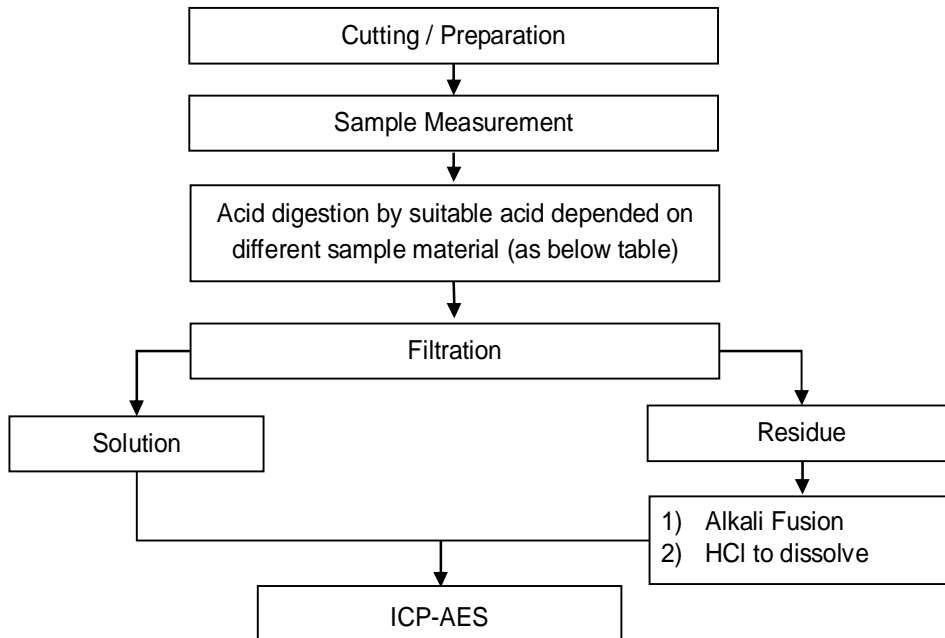 Cutting / Preparation
Sample Measurement
Acid digestion by suitable acid depended on
different sample material (as below table)
Filtration
Solution
Residue
1) Alkali Fusion
2) HCl to dissolve
ICP-AES